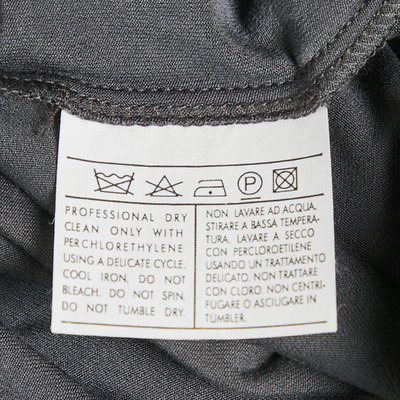 P
PROFESSIONAL DRY
CLEAN ONLY WITH
PERCHLORETHYLENE
USING A DELICATE CYCLE.
COOL IRON. DO NOT
BLEACH. DO NOT SPIN.
DO NOT TUMBLE DRY.
NON LAVARE AD ACQUA.
STIRARE A BASSA TEMPERA-
TURA. LAVARE A SECCO
CON PERCLOROETILENE
USANDO UN TRATTAMENTO
DELICATO. NON TRATTARE
CON CLORO. NON CENTRI-
FUGARE O ASCIUGARE IN
TUMBLER.